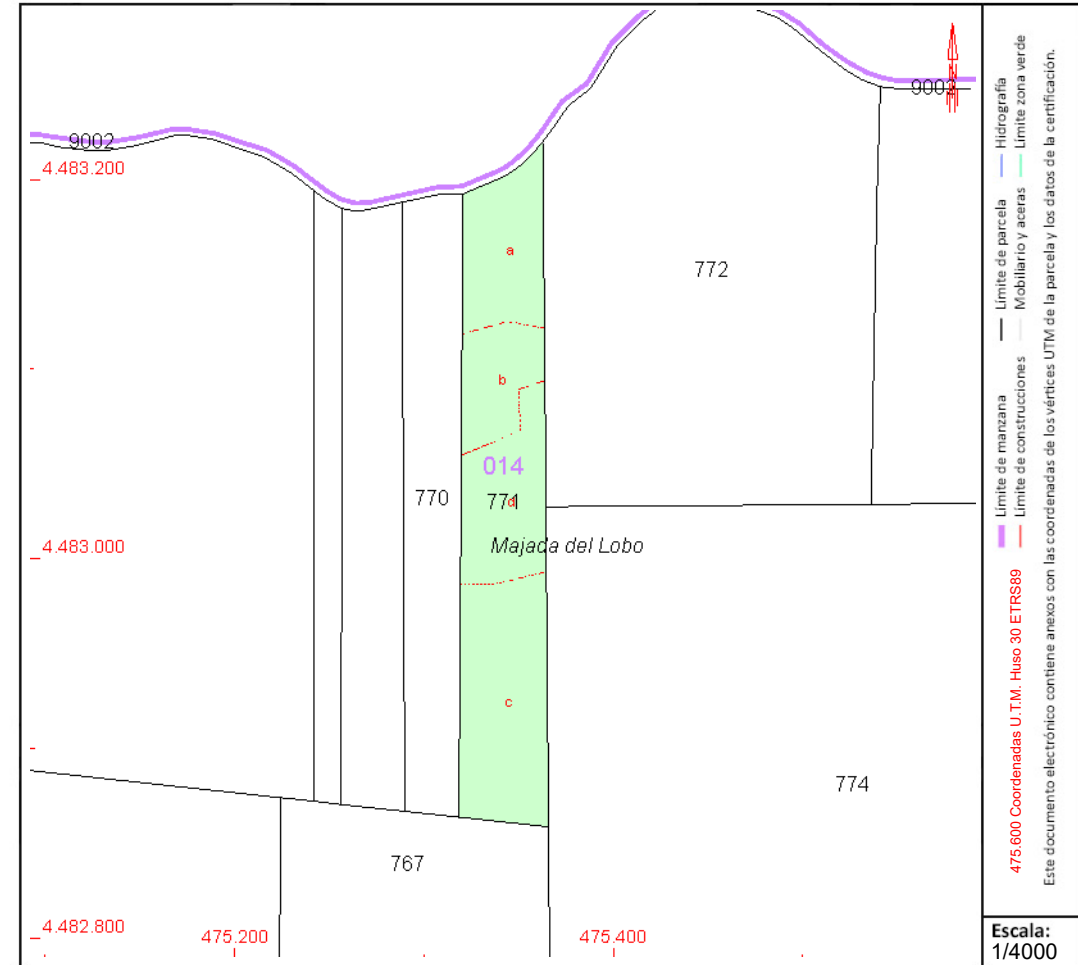 9002
9002
4.483.200
a
772
b
014
770
771
d
Majada del Lobo
4.483.000
c
774
767
4.482.800
475.200
475.400
Límite de manzana
Límite de parcela
Hidrografía
475.600 Coordenadas U.T.M. Huso 30 ETRS89
Límite de construcciones
Mobiliario y aceras
Límite zona verde
Este documento electrónico contiene anexos con las coordenadas de los vértices UTM de la parcela y los datos de la certificación.
Escala:
1/4000